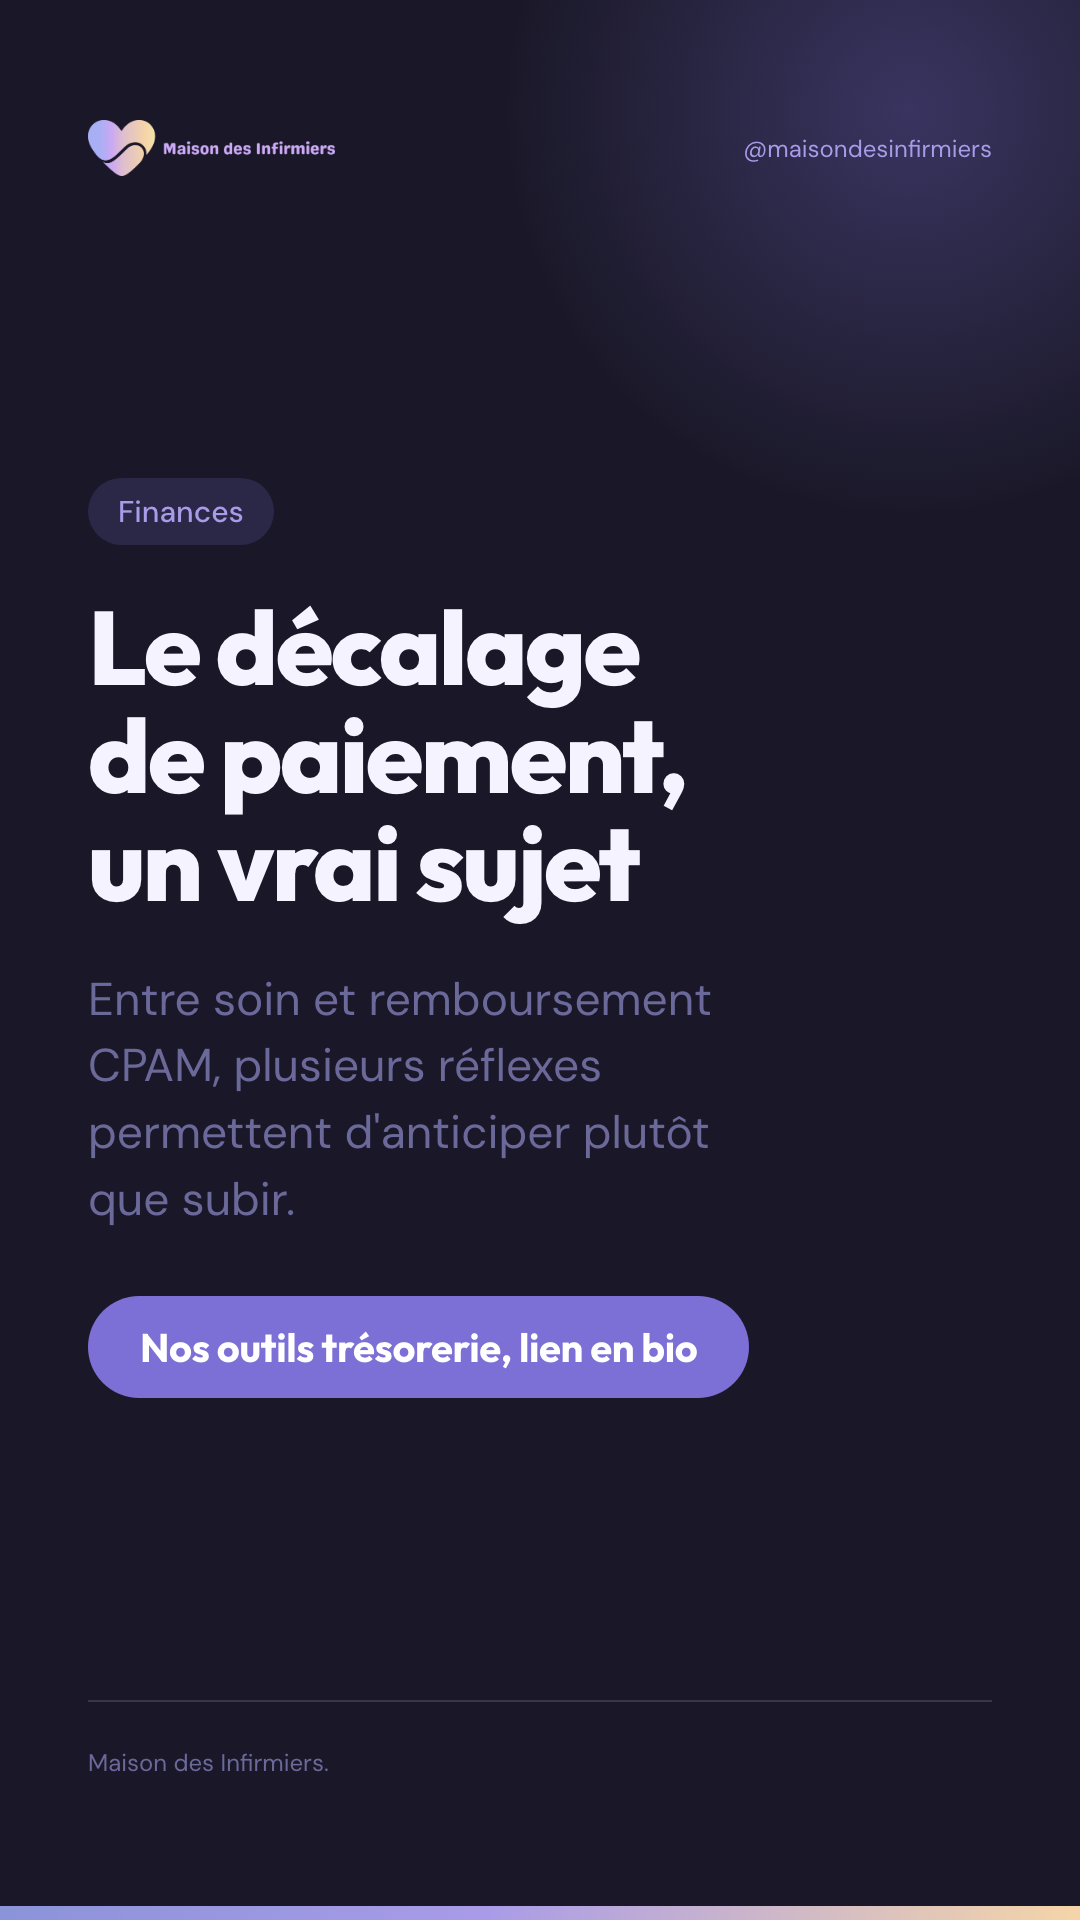 Maison des Infirmiers
@maisondesinfirmiers
Finances
Le décalage
de paiement,
un vrai sujet
Entre soin et remboursement
CPAM, plusieurs réflexes
permettent d'anticiper plutôt
que subir.
Nos outils trésorerie, lien en bio
Maison des Infirmiers.